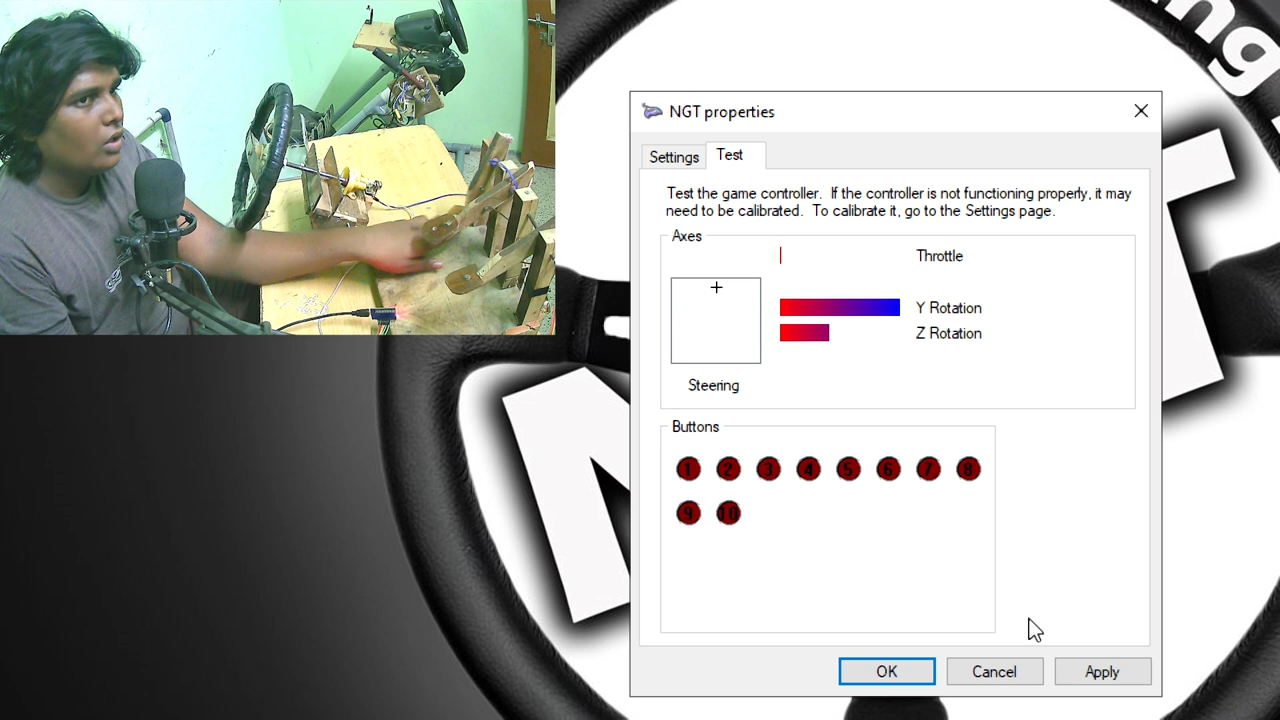 ng
NGT properties
Settings
Test
Test the game controller. If the controller is not functioning properly, it may
need to be calibrated. To calibrate it, go to the Settings page.
Axes
Throttle
Y Rotation
Z Rotation
Steering
Buttons
1 2 3 4 5 6 7 8
9 10
OK
Cancel
Apply